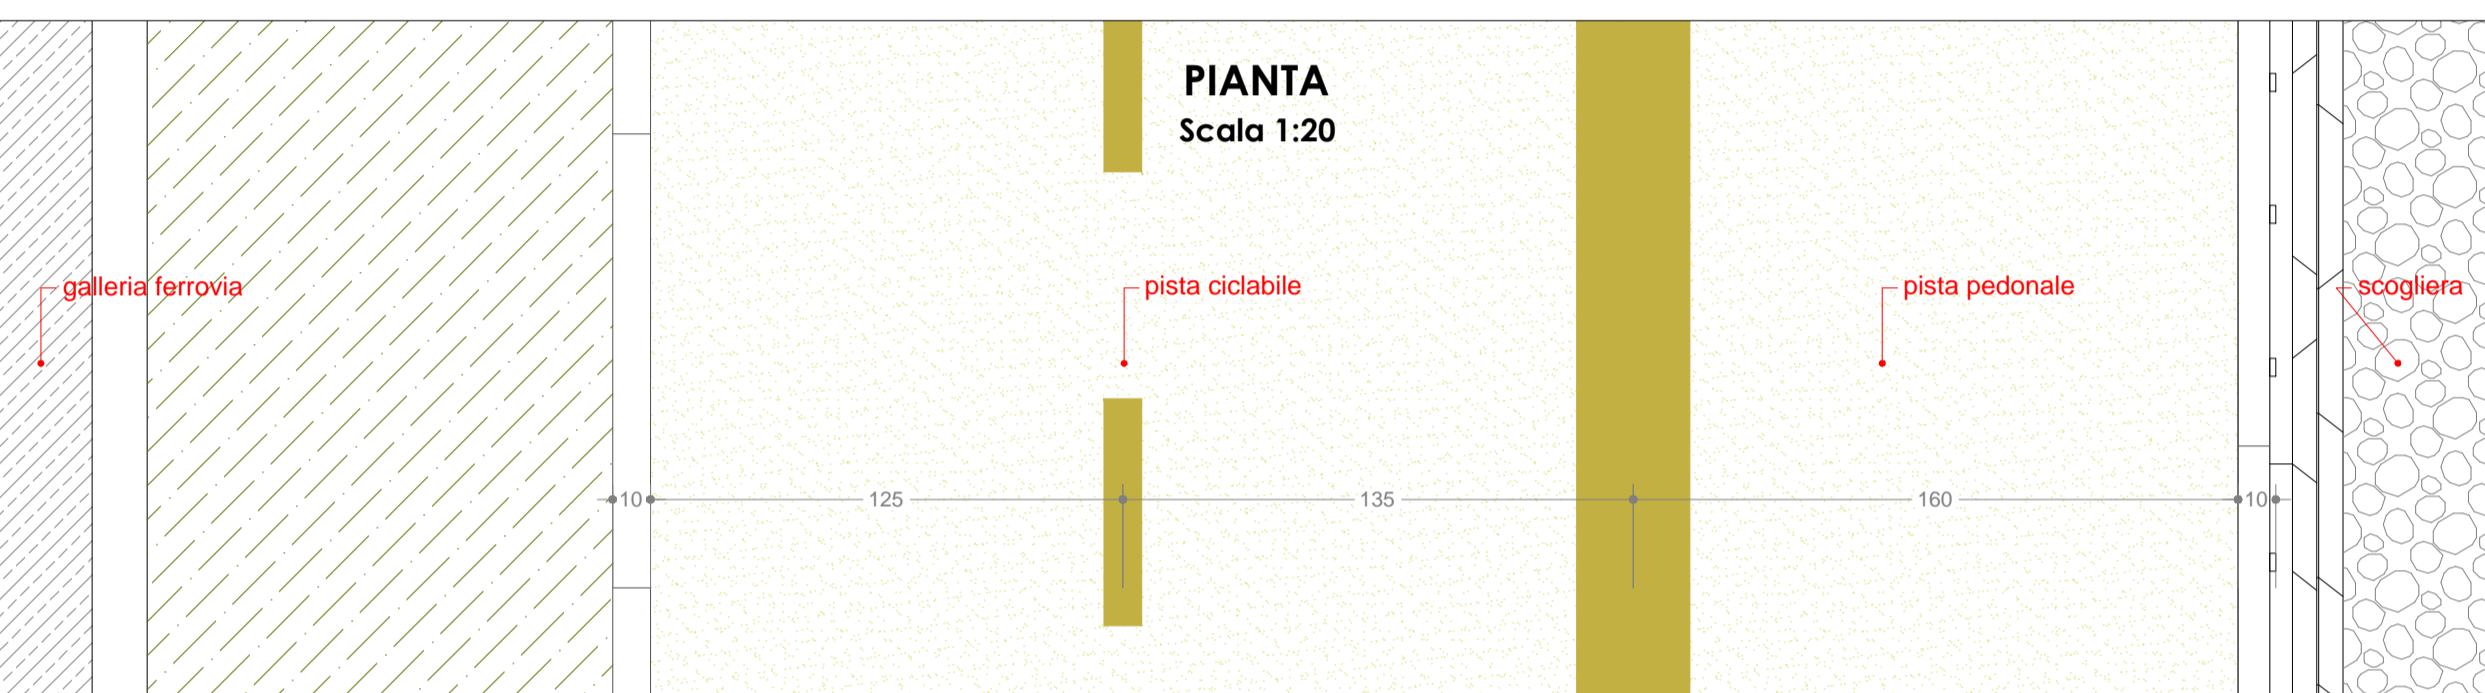 PIANTA
Scala 1:20
galleria ferrovia
pista ciclabile
pista pedonale
scogliera
10
125
135
160
10